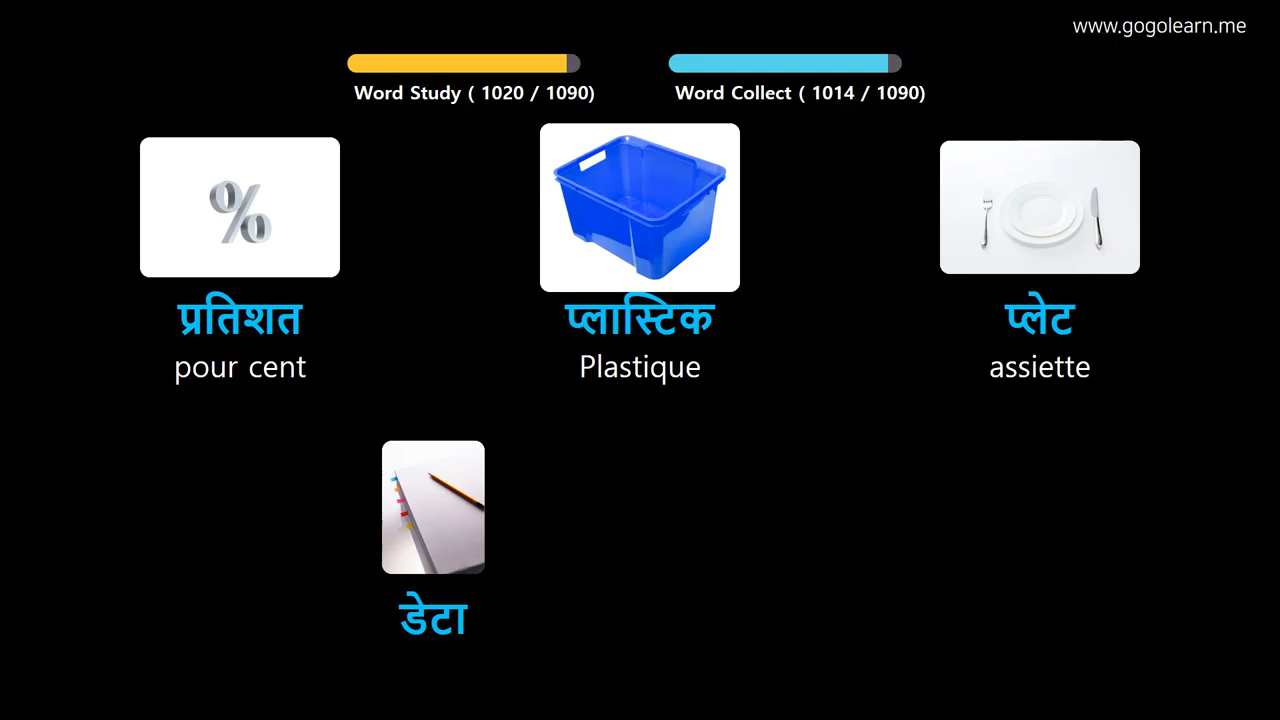 www.gogolearn.me
Word Study ( 1020 / 1090)
Word Collect ( 1014 / 1090)
%
प्रतिशत
pour cent
प्लास्टिक
Plastique
प्लेट
assiette
डेटा